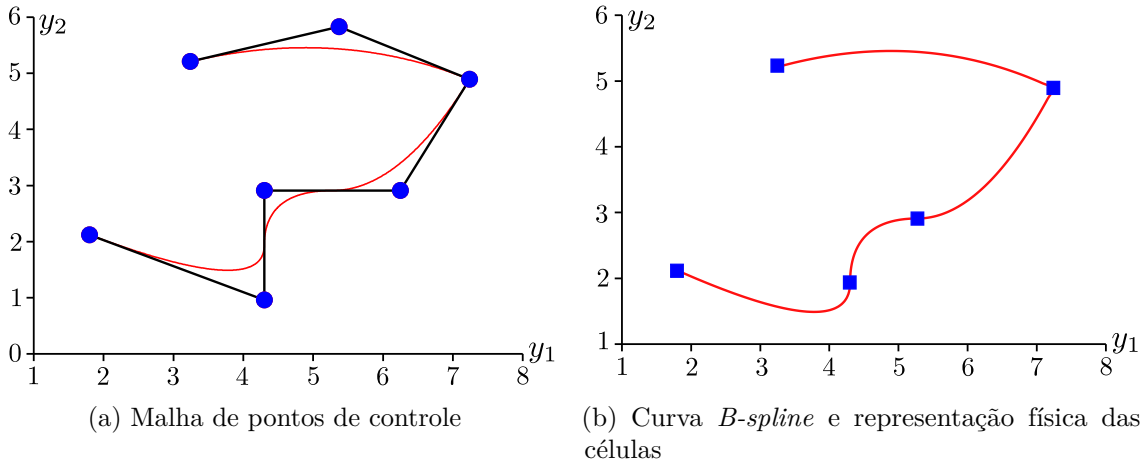 6
y2
5
4
3
2
1
0
y1
1 2 3 4 5 6 7 8
(a) Malha de pontos de controle
6
y2
5
4
3
2
1
y1
1 2 3 4 5 6 7 8
(b) Curva B-spline e representação física das
células